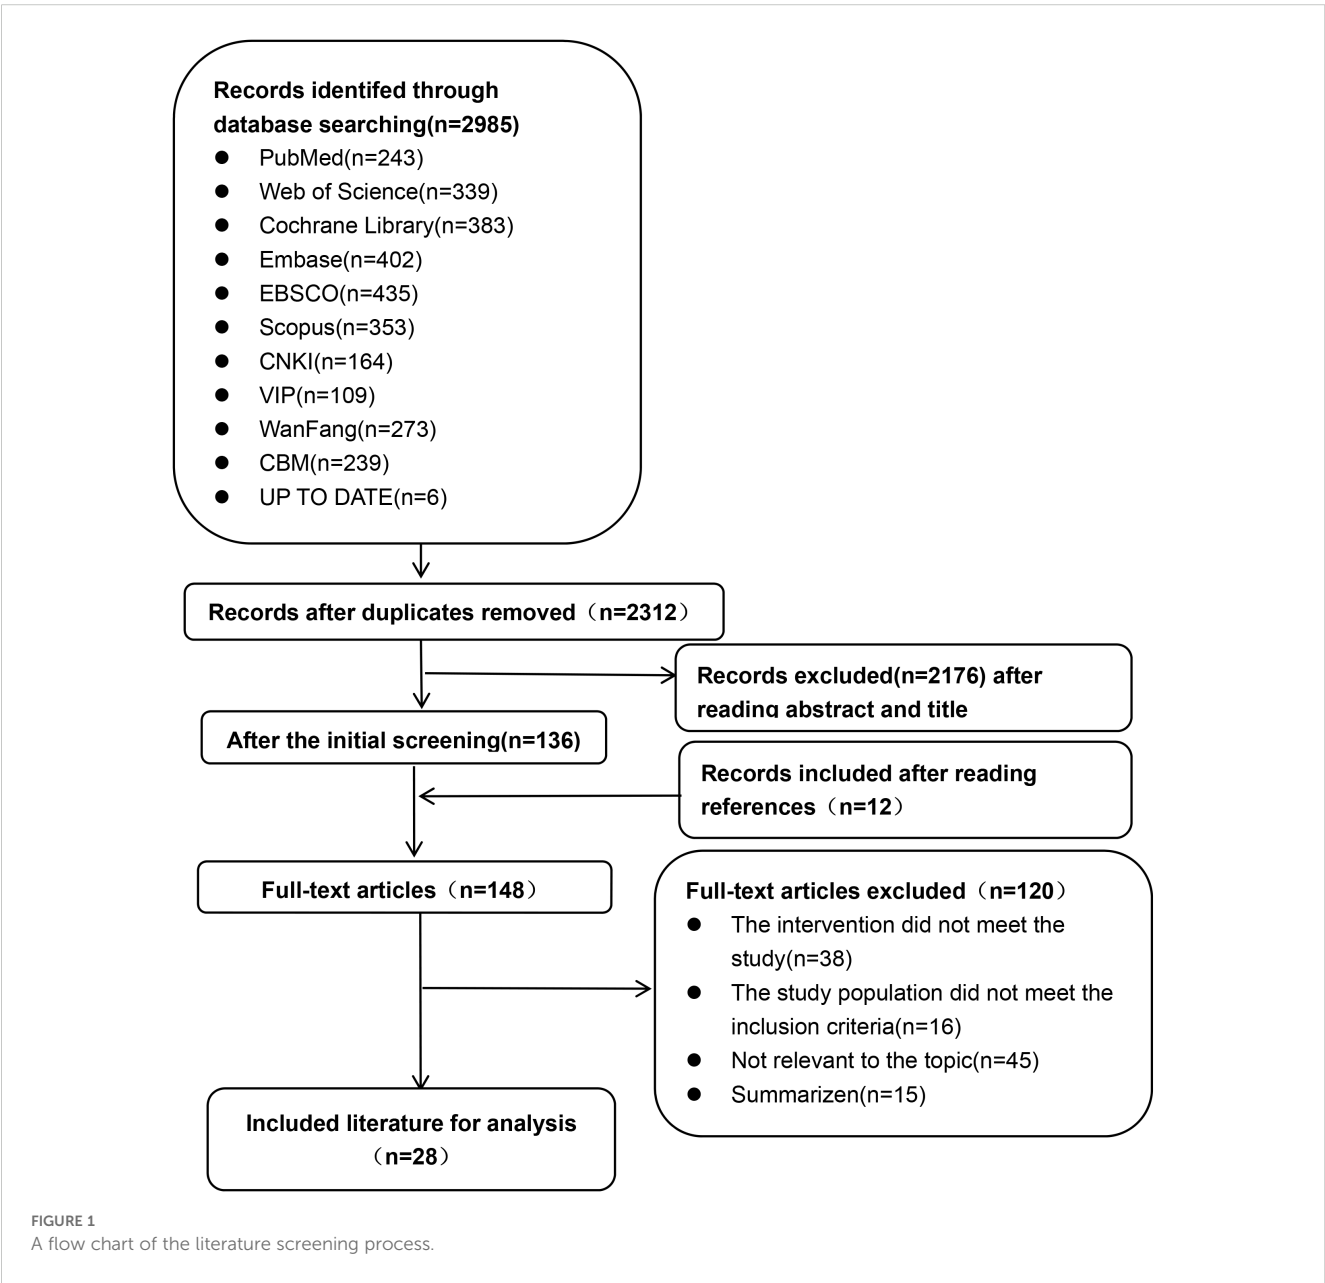 Records identifed through
database searching(n=2985)
● PubMed(n=243)
● Web of Science(n=339)
● Cochrane Library(n=383)
● Embase(n=402)
● EBSCO(n=435)
● Scopus(n=353)
● CNKI(n=164)
● VIP(n=109)
● WanFang(n=273)
● CBM(n=239)
● UP TO DATE(n=6)
Records after duplicates removed（n=2312）
Records excluded(n=2176) after
reading abstract and title
After the initial screening(n=136)
Records included after reading
references（n=12）
Full-text articles（n=148）
Full-text articles excluded（n=120）
● The intervention did not meet the
study(n=38)
● The study population did not meet the
inclusion criteria(n=16)
● Not relevant to the topic(n=45)
● Summarizen(n=15)
Included literature for analysis
（n=28）
FIGURE 1
A flow chart of the literature screening process.